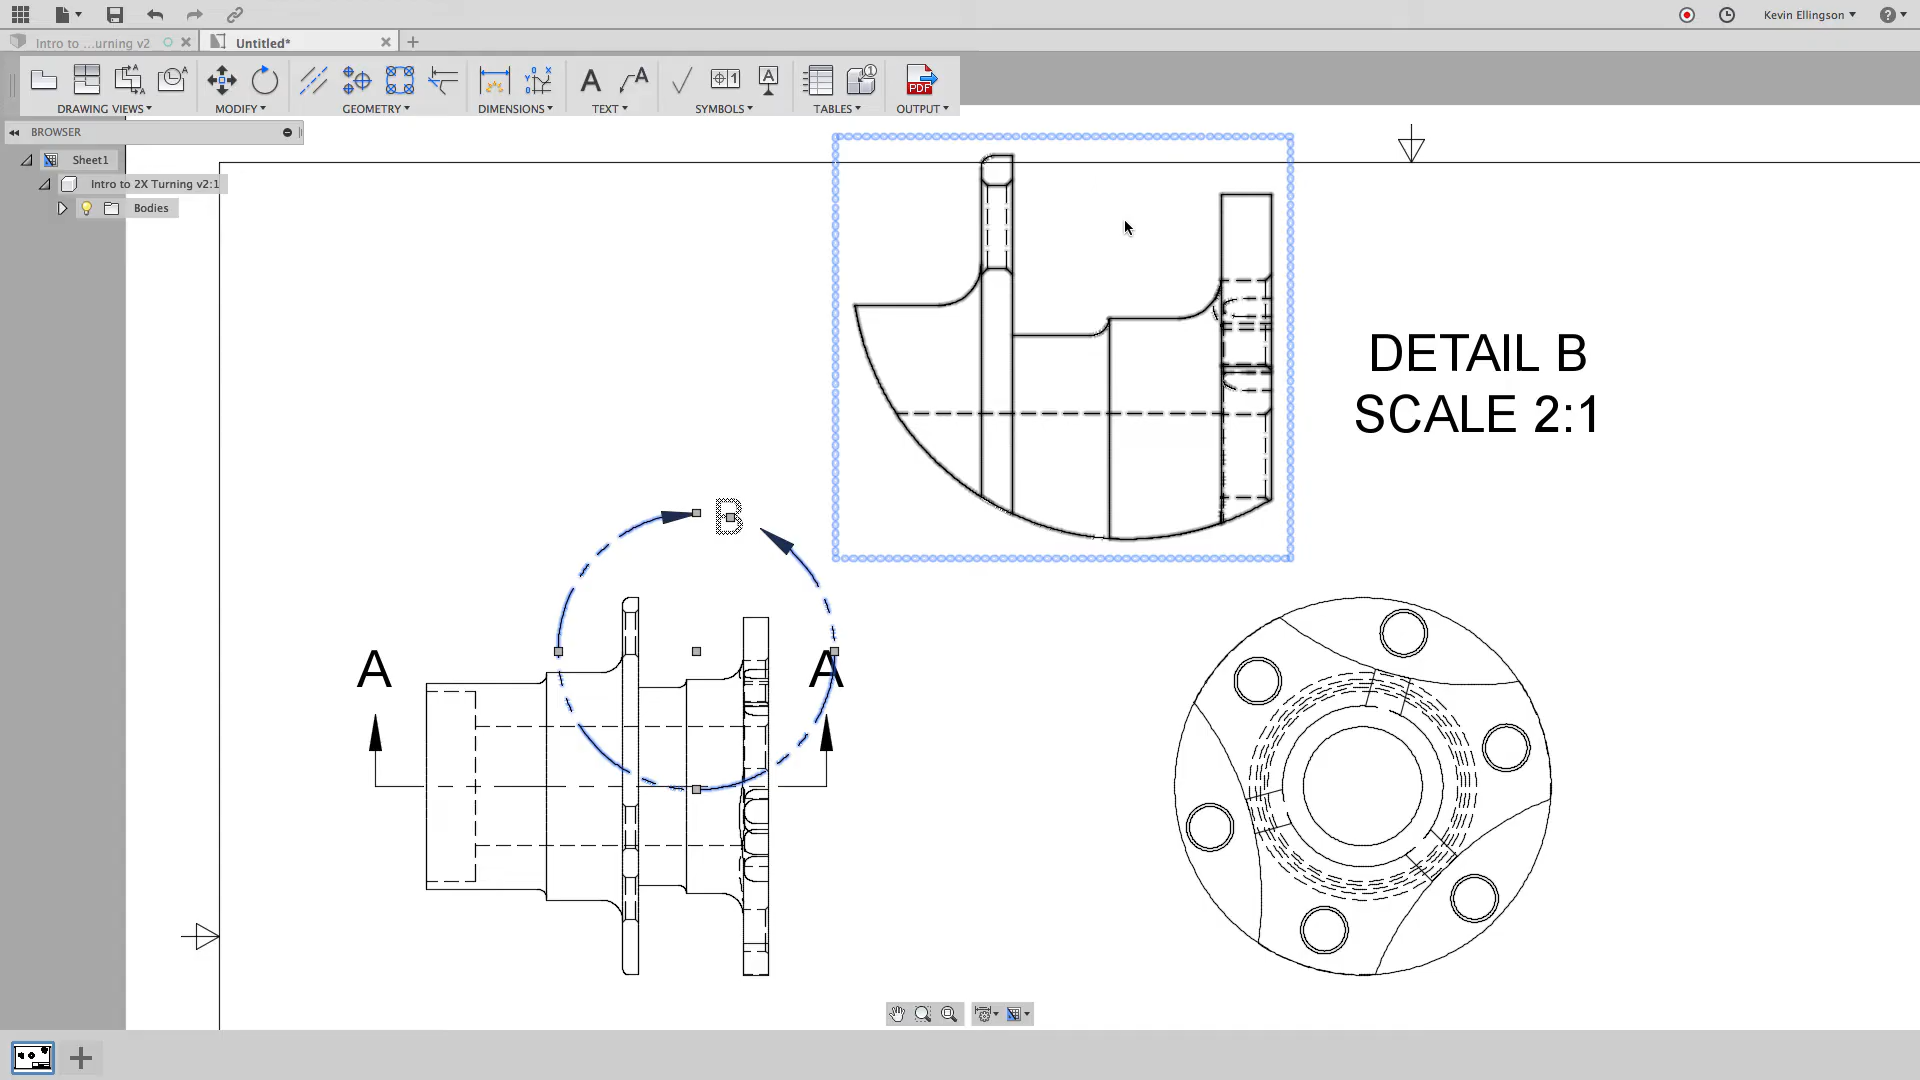 Kevin Ellingson
Intro to ...urning v2
Untitled*
DRAWING VIEWS
MODIFY
GEOMETRY
DIMENSIONS
TEXT
SYMBOLS
TABLES
OUTPUT
PDF
BROWSER
Sheet1
Intro to 2X Turning v2:1
Bodies
DETAIL B
SCALE 2:1
B
A
A